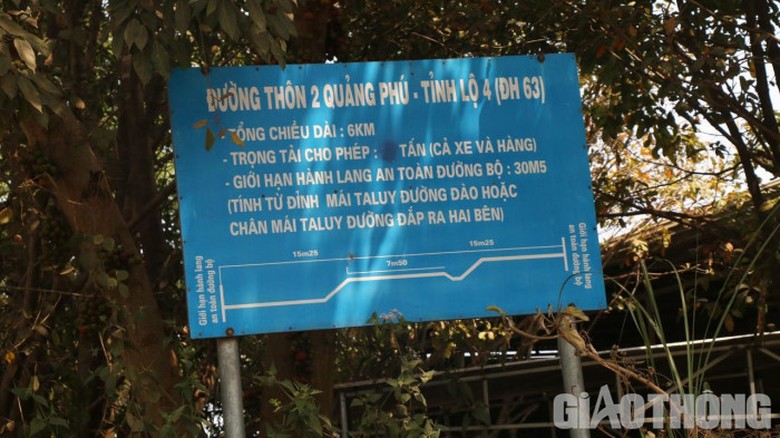 ĐƯỜNG THÔN 2 QUẢNG PHÚ - TỈNH LỘ 4 (ĐH 63)
- TỔNG CHIỀU DÀI : 6KM
- TRỌNG TẢI CHO PHÉP : TẤN (CẢ XE VÀ HÀNG)
- GIỚI HẠN HÀNH LANG AN TOÀN ĐƯỜNG BỘ : 30M5
(TÍNH TỪ ĐỈNH MÁI TALUY ĐƯỜNG ĐÀO HOẶC
CHÂN MÁI TALUY ĐƯỜNG ĐẮP RA HAI BÊN)
15m25
15m25
7m50
Giới hạn hành lang
an toàn đường bộ
Giới hạn hành lang
an toàn đường bộ
GIAOTHONG